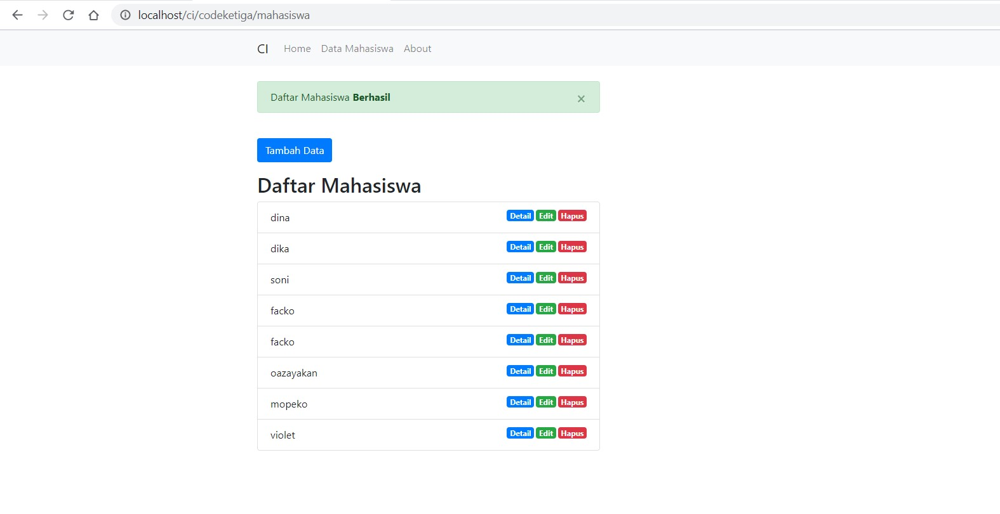 localhost/ci/codeketiga/mahasiswa
CI Home Data Mahasiswa About
Daftar Mahasiswa Berhasil ×
Tambah Data
Daftar Mahasiswa
dina Detail Edit Hapus
dika Detail Edit Hapus
soni Detail Edit Hapus
facko Detail Edit Hapus
facko Detail Edit Hapus
oazayakan Detail Edit Hapus
mopeko Detail Edit Hapus
violet Detail Edit Hapus